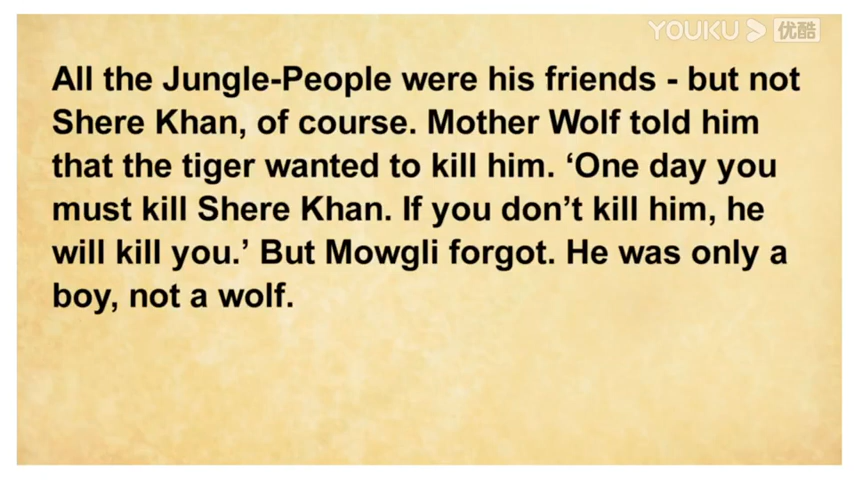 YOUKU 优酷
All the Jungle-People were his friends - but not
Shere Khan, of course. Mother Wolf told him
that the tiger wanted to kill him. ‘One day you
must kill Shere Khan. If you don’t kill him, he
will kill you.’ But Mowgli forgot. He was only a
boy, not a wolf.